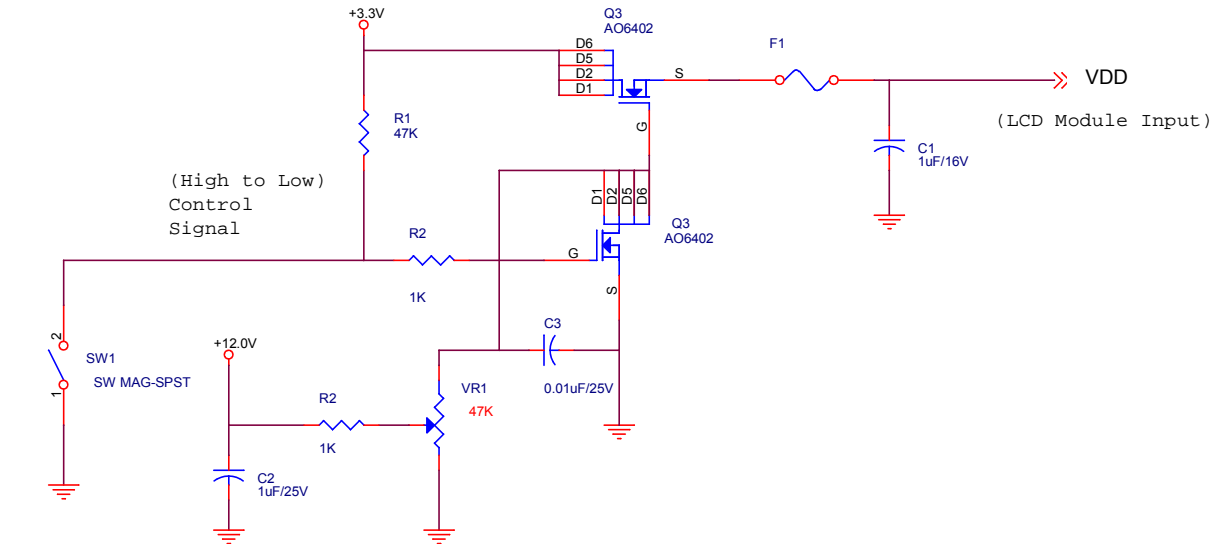 +3.3V
Q3
AO6402
D6
D5
D2
D1
S
G
F1
VDD
(LCD Module Input)
R1
47K
C1
1uF/16V
(High to Low)
Control
Signal
D1
D2
D5
D6
Q3
AO6402
R2
1K
G
S
2
1
SW1
SW MAG-SPST
+12.0V
C3
0.01uF/25V
VR1
47K
R2
1K
C2
1uF/25V